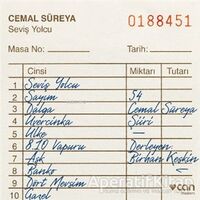 CEMAL SÜREYA
Seviş Yolcu
0188451
Masa No: Tarih:
Cinsi Miktarı Tutarı
1 Seviş Yolcu
2 Sayım 54
3 Dalga Cemal Süreya
4 Üvercinka Şiiri
5 Ülke
6 8.10 Vapuru Derleyen:
7 Aşk Birhan Keskin
8 Banko
9 Dört Mevsim
10 Gazel
can